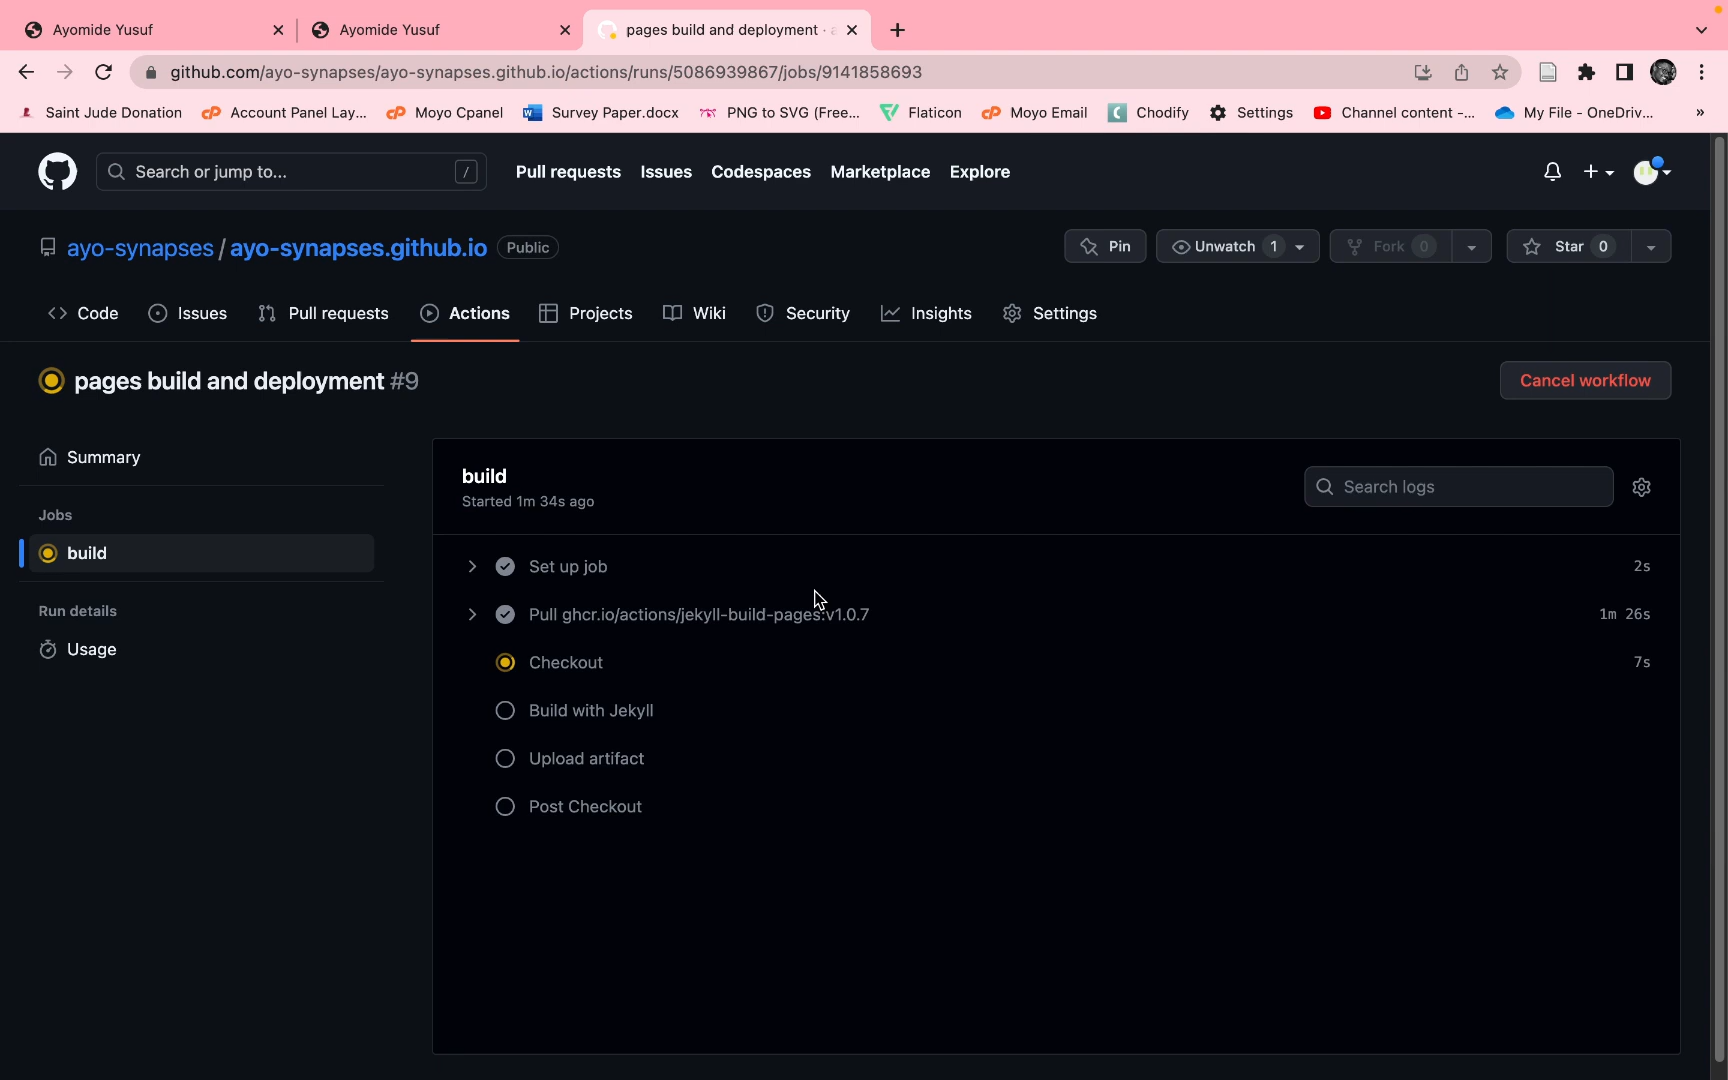 Ayomide Yusuf
Ayomide Yusuf
pages build and deployment ·
github.com/ayo-synapses/ayo-synapses.github.io/actions/runs/5086939867/jobs/9141858693
Saint Jude Donation
Account Panel Lay...
Moyo Cpanel
Survey Paper.docx
PNG to SVG (Free...
Flaticon
Moyo Email
Chodify
Settings
Channel content -...
My File - OneDriv...
»
Search or jump to... /
Pull requests
Issues
Codespaces
Marketplace
Explore
ayo-synapses / ayo-synapses.github.io Public
Pin
Unwatch 1
Fork 0
Star 0
Code
Issues
Pull requests
Actions
Projects
Wiki
Security
Insights
Settings
pages build and deployment #9
Cancel workflow
Summary
Jobs
build
Run details
Usage
build
Started 1m 34s ago
Search logs
Set up job 2s
Pull ghcr.io/actions/jekyll-build-pages:v1.0.7 1m 26s
Checkout 7s
Build with Jekyll
Upload artifact
Post Checkout